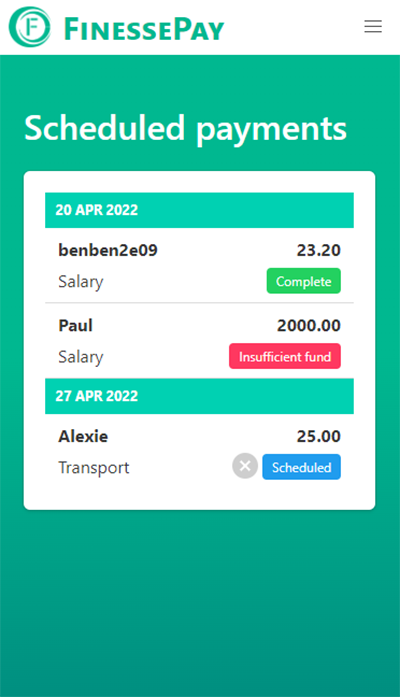 FINESSEPAY
Scheduled payments
20 APR 2022
benben2e09 23.20
Salary Complete
Paul 2000.00
Salary Insufficient fund
27 APR 2022
Alexie 25.00
Transport Scheduled